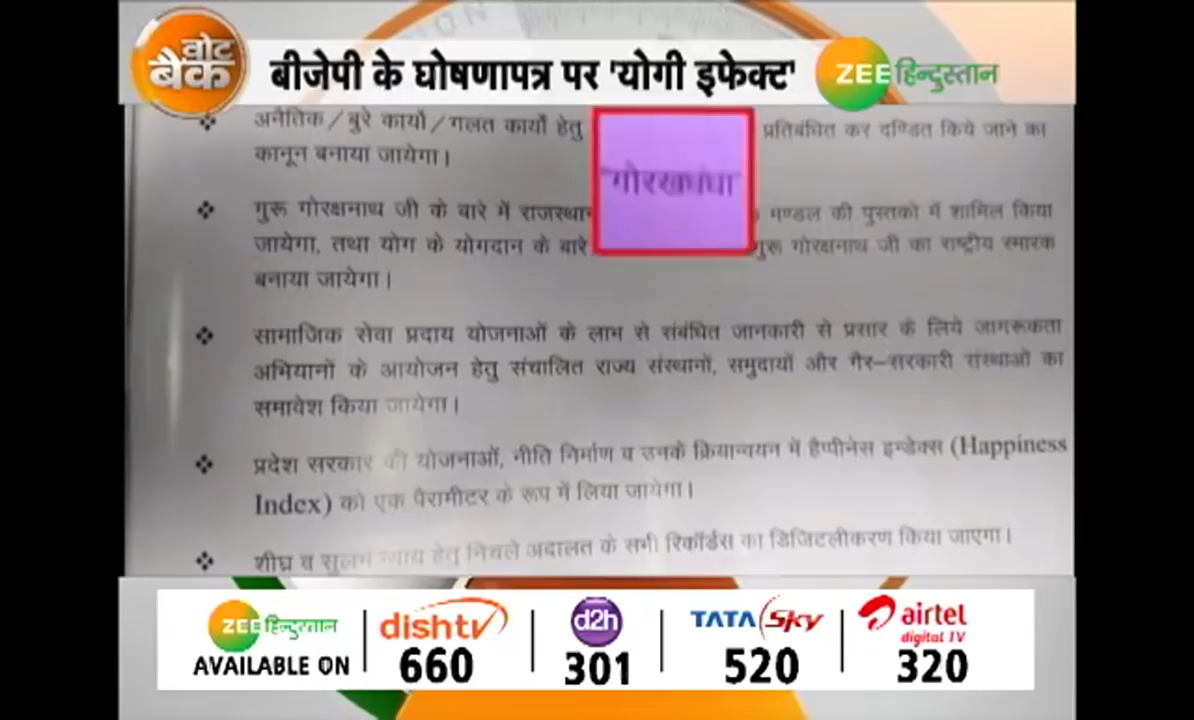 वोट बैंक
बीजेपी के घोषणापत्र पर 'योगी इफेक्ट'
ZEE हिन्दुस्तान
अनैतिक/बुरे कार्यों/गलत कार्यों हेतु "गोरखधंधा" प्रतिबंधित कर दण्डित किये जाने का
कानून बनाया जायेगा।
गुरू गोरक्षनाथ जी के बारे में राजस्थान मण्डल की पुस्तको में शामिल किया
जायेगा, तथा योग के योगदान के बारे गुरू गोरक्षनाथ जी का राष्ट्रीय स्मारक
बनाया जायेगा।
सामाजिक सेवा प्रदाय योजनाओं के लाभ से संबंधित जानकारी से प्रसार के लिये जागरूकता
अभियानों के आयोजन हेतु संचालित राज्य संस्थानों, समुदायों और गैर-सरकारी संस्थाओं का
समावेश किया जायेगा।
प्रदेश सरकार की योजनाओं, नीति निर्माण व उनके क्रियान्वयन में हैप्पीनेस इन्डेक्स (Happiness
Index) को एक पैरामीटर के रूप में लिया जायेगा।
शीघ्र व सुलभ न्याय हेतु निचले अदालत के सभी रिकॉर्डस का डिजिटलीकरण किया जाएगा।
ZEE हिन्दुस्तान dishtv d2h TATA Sky airtel
digital TV
AVAILABLE ON 660 301 520 320